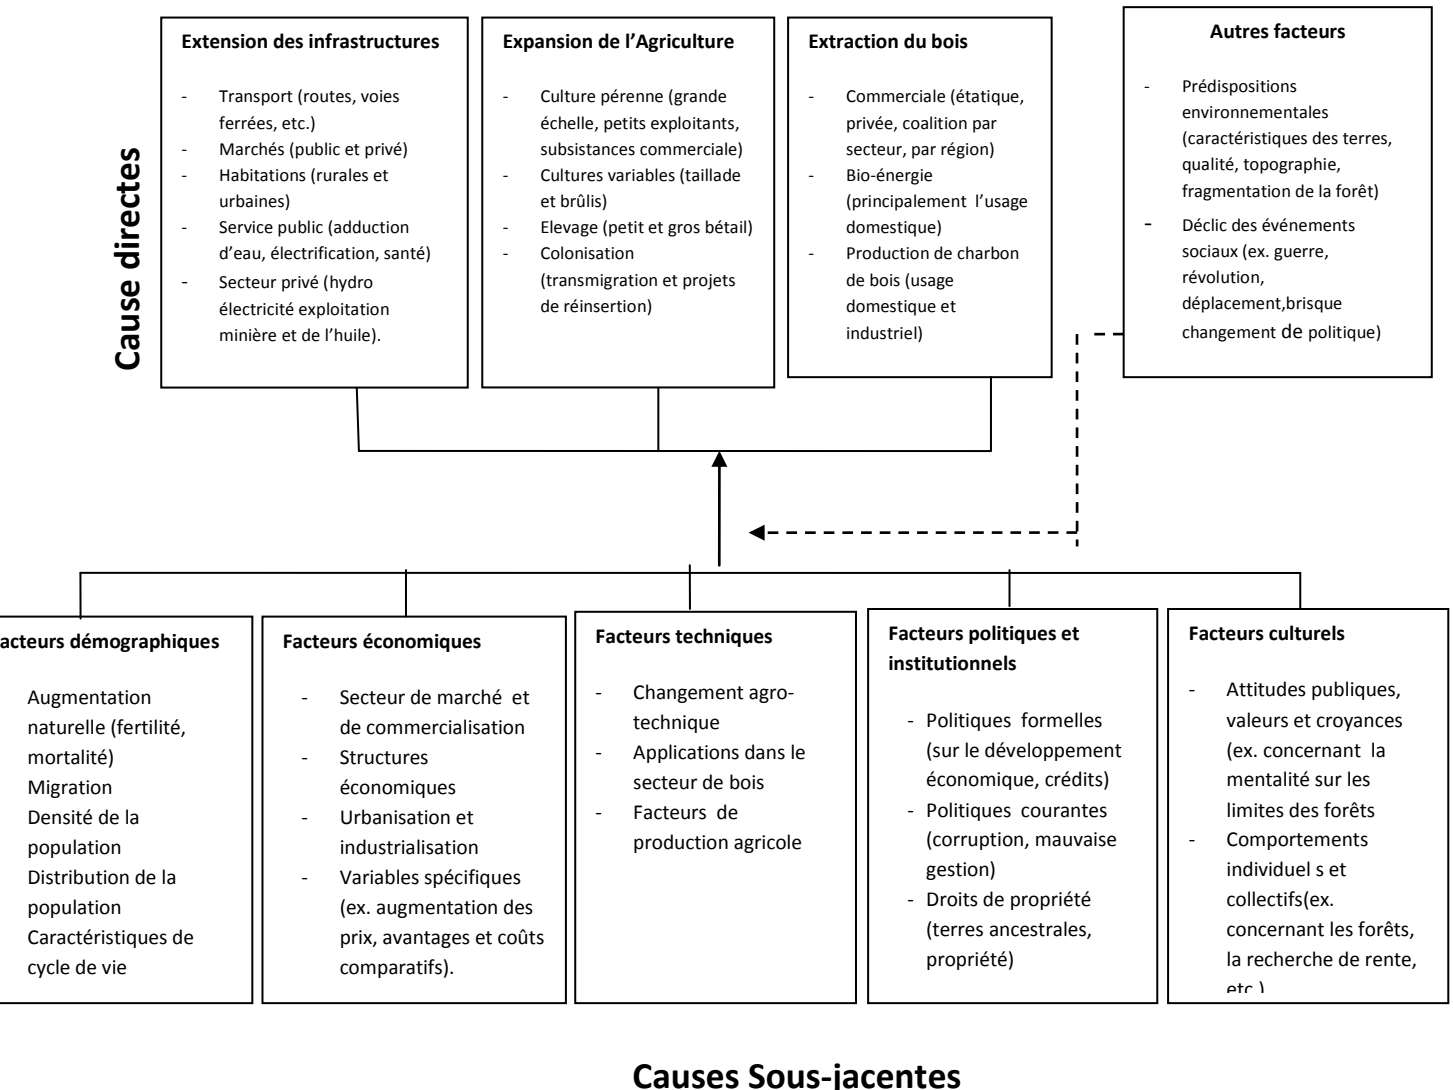 Cause directes
Extension des infrastructures
- Transport (routes, voies
ferrées, etc.)
- Marchés (public et privé)
- Habitations (rurales et
urbaines)
- Service public (adduction
d’eau, électrification, santé)
- Secteur privé (hydro
électricité exploitation
minière et de l’huile).
Expansion de l’Agriculture
- Culture pérenne (grande
échelle, petits exploitants,
subsistances commerciale)
- Cultures variables (taillade
et brûlis)
- Elevage (petit et gros bétail)
- Colonisation
(transmigration et projets
de réinsertion)
Extraction du bois
- Commerciale (étatique,
privée, coalition par
secteur, par région)
- Bio-énergie
(principalement l’usage
domestique)
- Production de charbon
de bois (usage
domestique et
industriel)
Autres facteurs
- Prédispositions
environnementales
(caractéristiques des terres,
qualité, topographie,
fragmentation de la forêt)
- Déclic des événements
sociaux (ex. guerre,
révolution,
déplacement,brisque
changement de politique)
acteurs démographiques
Augmentation
naturelle (fertilité,
mortalité)
Migration
Densité de la
population
Distribution de la
population
Caractéristiques de
cycle de vie
Facteurs économiques
- Secteur de marché et
de commercialisation
- Structures
économiques
- Urbanisation et
industrialisation
- Variables spécifiques
(ex. augmentation des
prix, avantages et coûts
comparatifs).
Facteurs techniques
- Changement agro-
technique
- Applications dans le
secteur de bois
- Facteurs de
production agricole
Facteurs politiques et
institutionnels
- Politiques formelles
(sur le développement
économique, crédits)
- Politiques courantes
(corruption, mauvaise
gestion)
- Droits de propriété
(terres ancestrales,
propriété)
Facteurs culturels
- Attitudes publiques,
valeurs et croyances
(ex. concernant la
mentalité sur les
limites des forêts
- Comportements
individuel s et
collectifs(ex.
concernant les forêts,
la recherche de rente,
etc.)
Causes Sous-jacentes